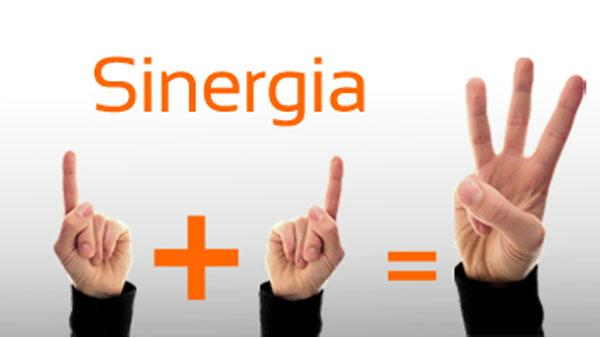 Sinergia
+ =